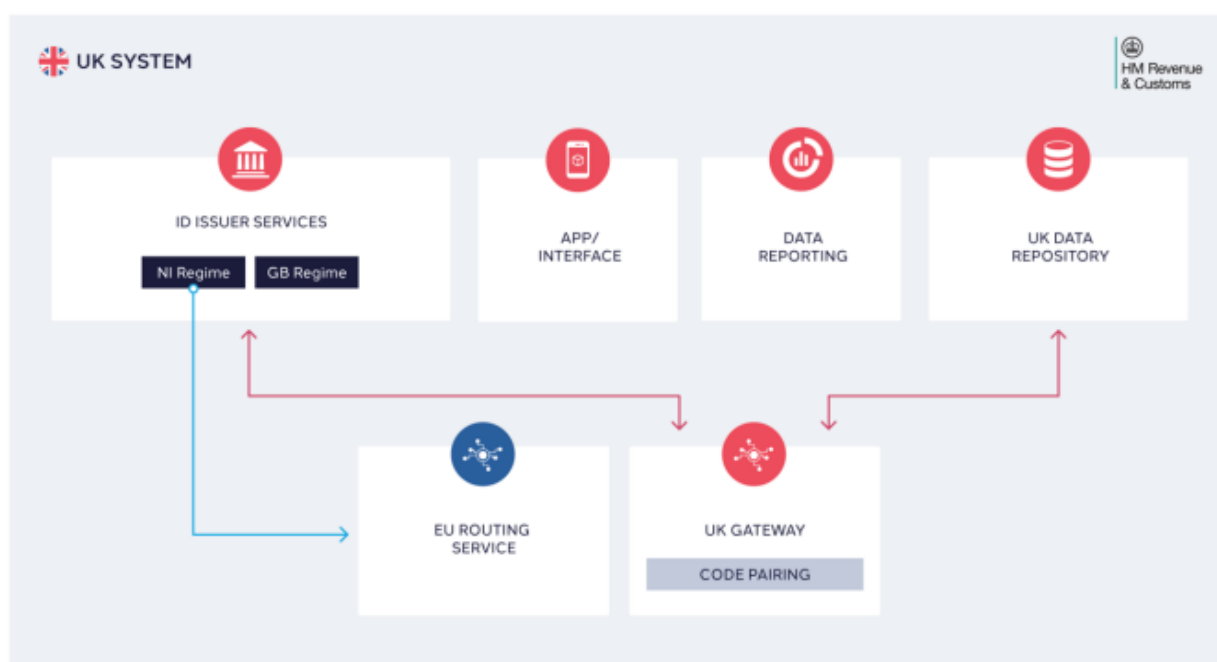 UK SYSTEM
HM Revenue
& Customs
ID ISSUER SERVICES
NI Regime
GB Regime
APP/
INTERFACE
DATA
REPORTING
UK DATA
REPOSITORY
EU ROUTING
SERVICE
UK GATEWAY
CODE PAIRING